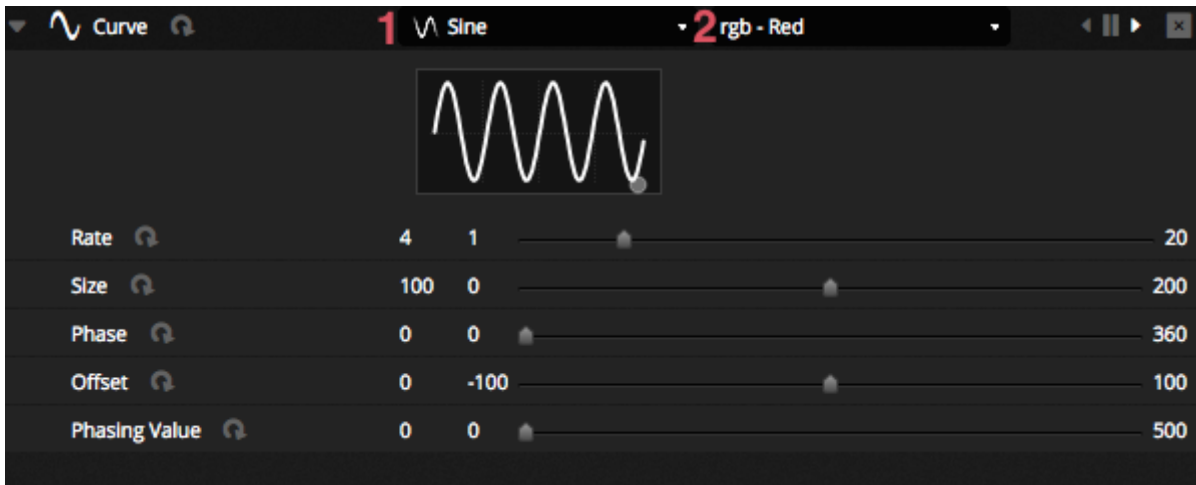 Curve 1 Sine 2 rgb - Red
Rate 4 1 20
Size 100 0 200
Phase 0 0 360
Offset 0 -100 100
Phasing Value 0 0 500